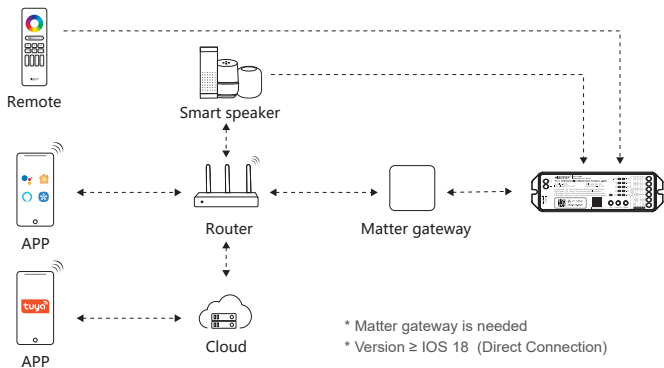 Remote
Smart speaker
APP
Router
Matter gateway
tuya
APP
Cloud
* Matter gateway is needed
* Version ≥ IOS 18 (Direct Connection)